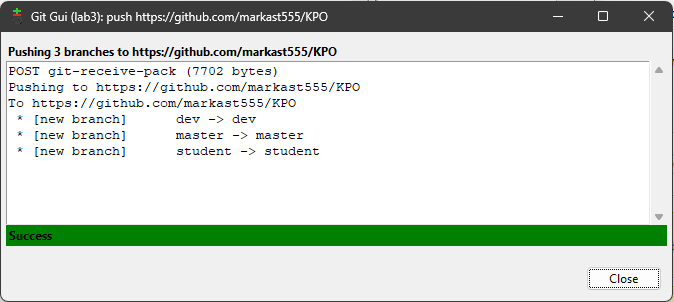 Git Gui (lab3): push https://github.com/markast555/KPO
Pushing 3 branches to https://github.com/markast555/KPO
POST git-receive-pack (7702 bytes)
Pushing to https://github.com/markast555/KPO
To https://github.com/markast555/KPO
 * [new branch]      dev -> dev
 * [new branch]      master -> master
 * [new branch]      student -> student
Success
Close